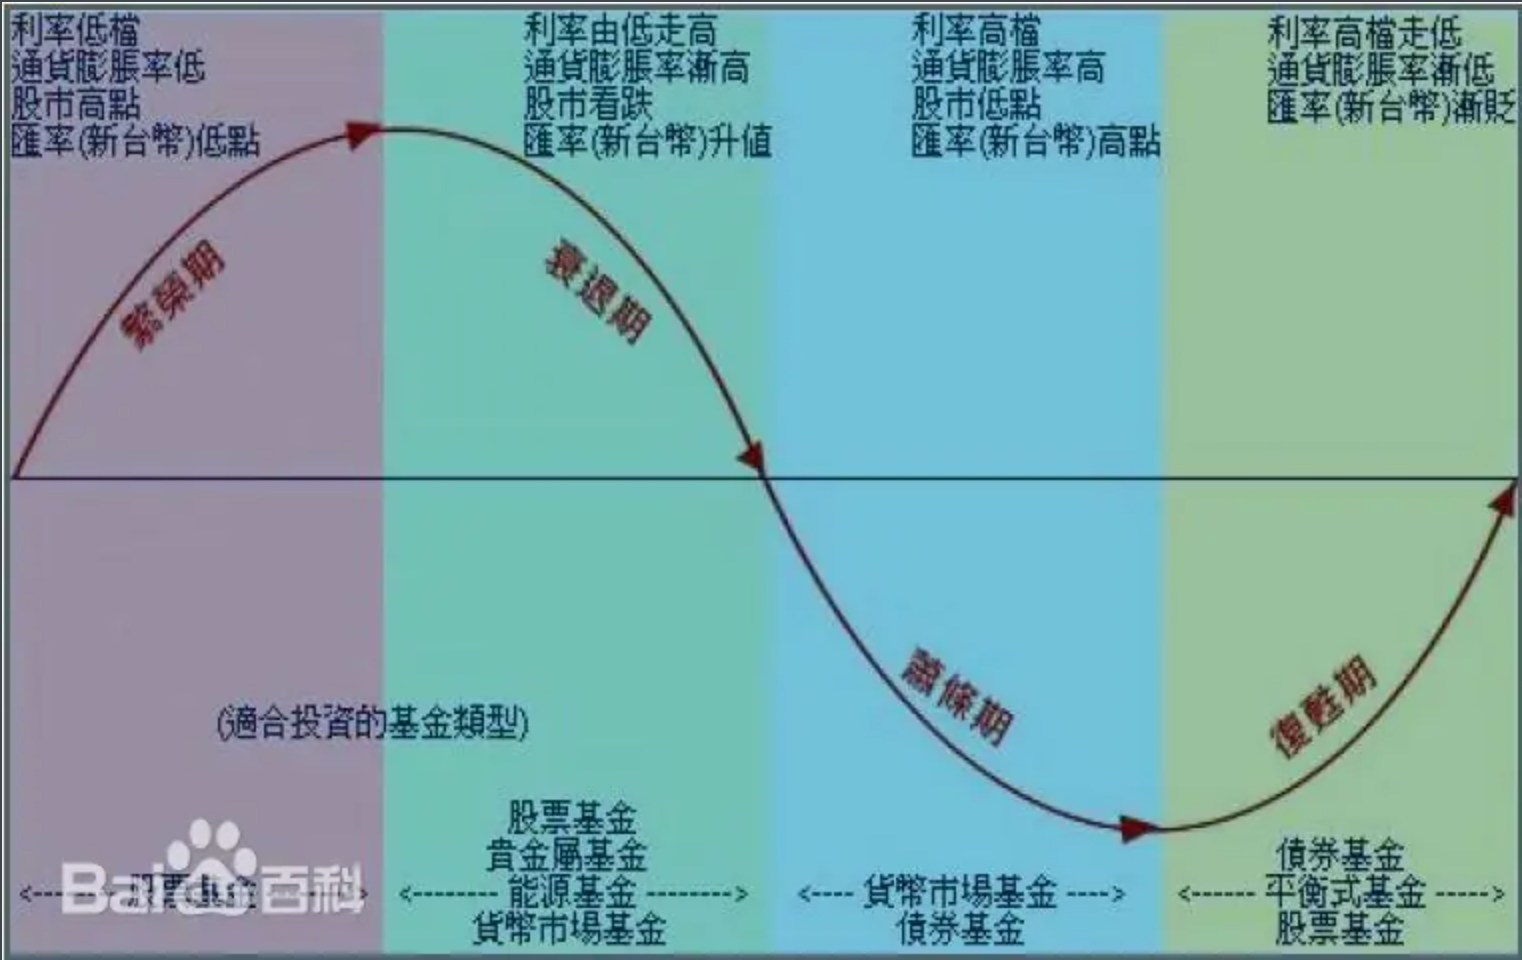 利率低檔
通貨膨脹率低
股市高點
匯率(新台幣)低點
利率由低走高
通貨膨脹率漸高
股市看跌
匯率(新台幣)升值
利率高檔
通貨膨脹率高
股市低點
匯率(新台幣)高點
利率高檔走低
通貨膨脹率漸低
匯率(新台幣)漸貶
繁榮期
衰退期
蕭條期
復甦期
(適合投資的基金類型)
股票基金
Bai百科
股票基金
貴金屬基金
能源基金
貨幣市場基金
貨幣市場基金
債券基金
債券基金
平衡式基金
股票基金